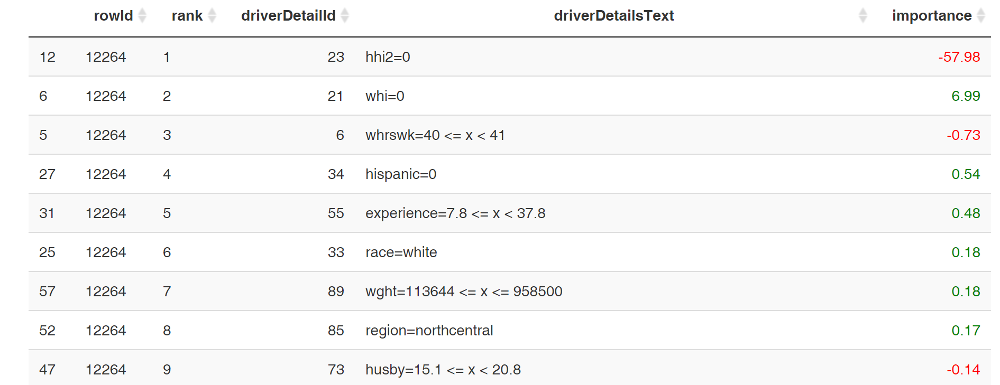 rowId rank driverDetailId driverDetailsText importance
12 12264 1 23 hhi2=0 -57.98
6 12264 2 21 whi=0 6.99
5 12264 3 6 whrswk=40 <= x < 41 -0.73
27 12264 4 34 hispanic=0 0.54
31 12264 5 55 experience=7.8 <= x < 37.8 0.48
25 12264 6 33 race=white 0.18
57 12264 7 89 wght=113644 <= x <= 958500 0.18
52 12264 8 85 region=northcentral 0.17
47 12264 9 73 husby=15.1 <= x < 20.8 -0.14